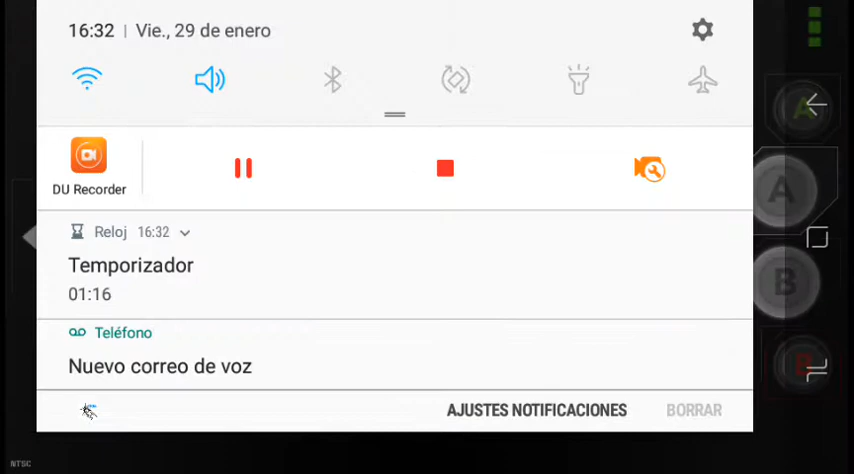 16:32 | Vie., 29 de enero
DU Recorder
Reloj 16:32
Temporizador
01:16
Teléfono
Nuevo correo de voz
AJUSTES NOTIFICACIONES BORRAR
A
A
B
B
NTSC